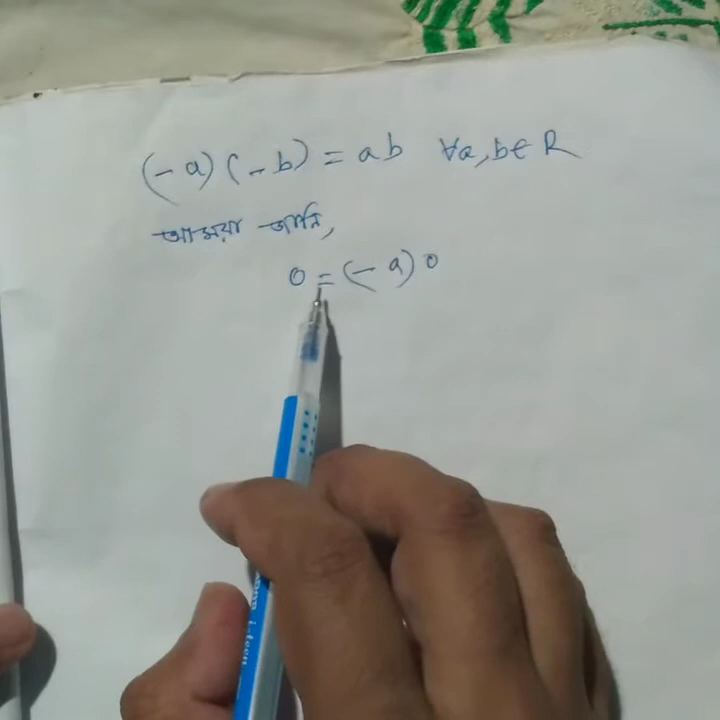 (-a)(-b) = ab ∀a,b∈R
আমরা জানি,
0 = (-a)0